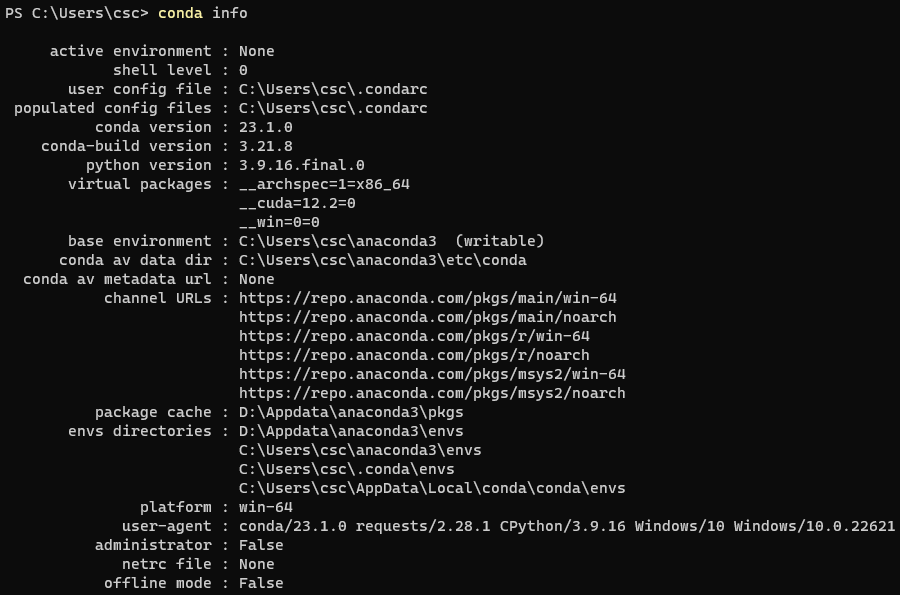 PS C:\Users\csc> conda info
active environment : None
shell level : 0
user config file : C:\Users\csc\.condarc
populated config files : C:\Users\csc\.condarc
conda version : 23.1.0
conda-build version : 3.21.8
python version : 3.9.16.final.0
virtual packages : __archspec=1=x86_64
__cuda=12.2=0
__win=0=0
base environment : C:\Users\csc\anaconda3  (writable)
conda av data dir : C:\Users\csc\anaconda3\etc\conda
conda av metadata url : None
channel URLs : https://repo.anaconda.com/pkgs/main/win-64
https://repo.anaconda.com/pkgs/main/noarch
https://repo.anaconda.com/pkgs/r/win-64
https://repo.anaconda.com/pkgs/r/noarch
https://repo.anaconda.com/pkgs/msys2/win-64
https://repo.anaconda.com/pkgs/msys2/noarch
package cache : D:\Appdata\anaconda3\pkgs
envs directories : D:\Appdata\anaconda3\envs
C:\Users\csc\anaconda3\envs
C:\Users\csc\.conda\envs
C:\Users\csc\AppData\Local\conda\conda\envs
platform : win-64
user-agent : conda/23.1.0 requests/2.28.1 CPython/3.9.16 Windows/10 Windows/10.0.22621
administrator : False
netrc file : None
offline mode : False